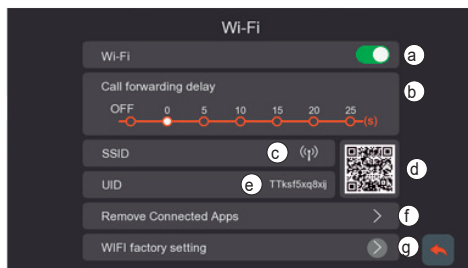 Wi-Fi
Wi-Fi a
Call forwarding delay b
OFF 0 5 10 15 20 25
(s)
SSID c d
UID e TTksf5xq8xij
Remove Connected Apps f
WIFI factory setting g